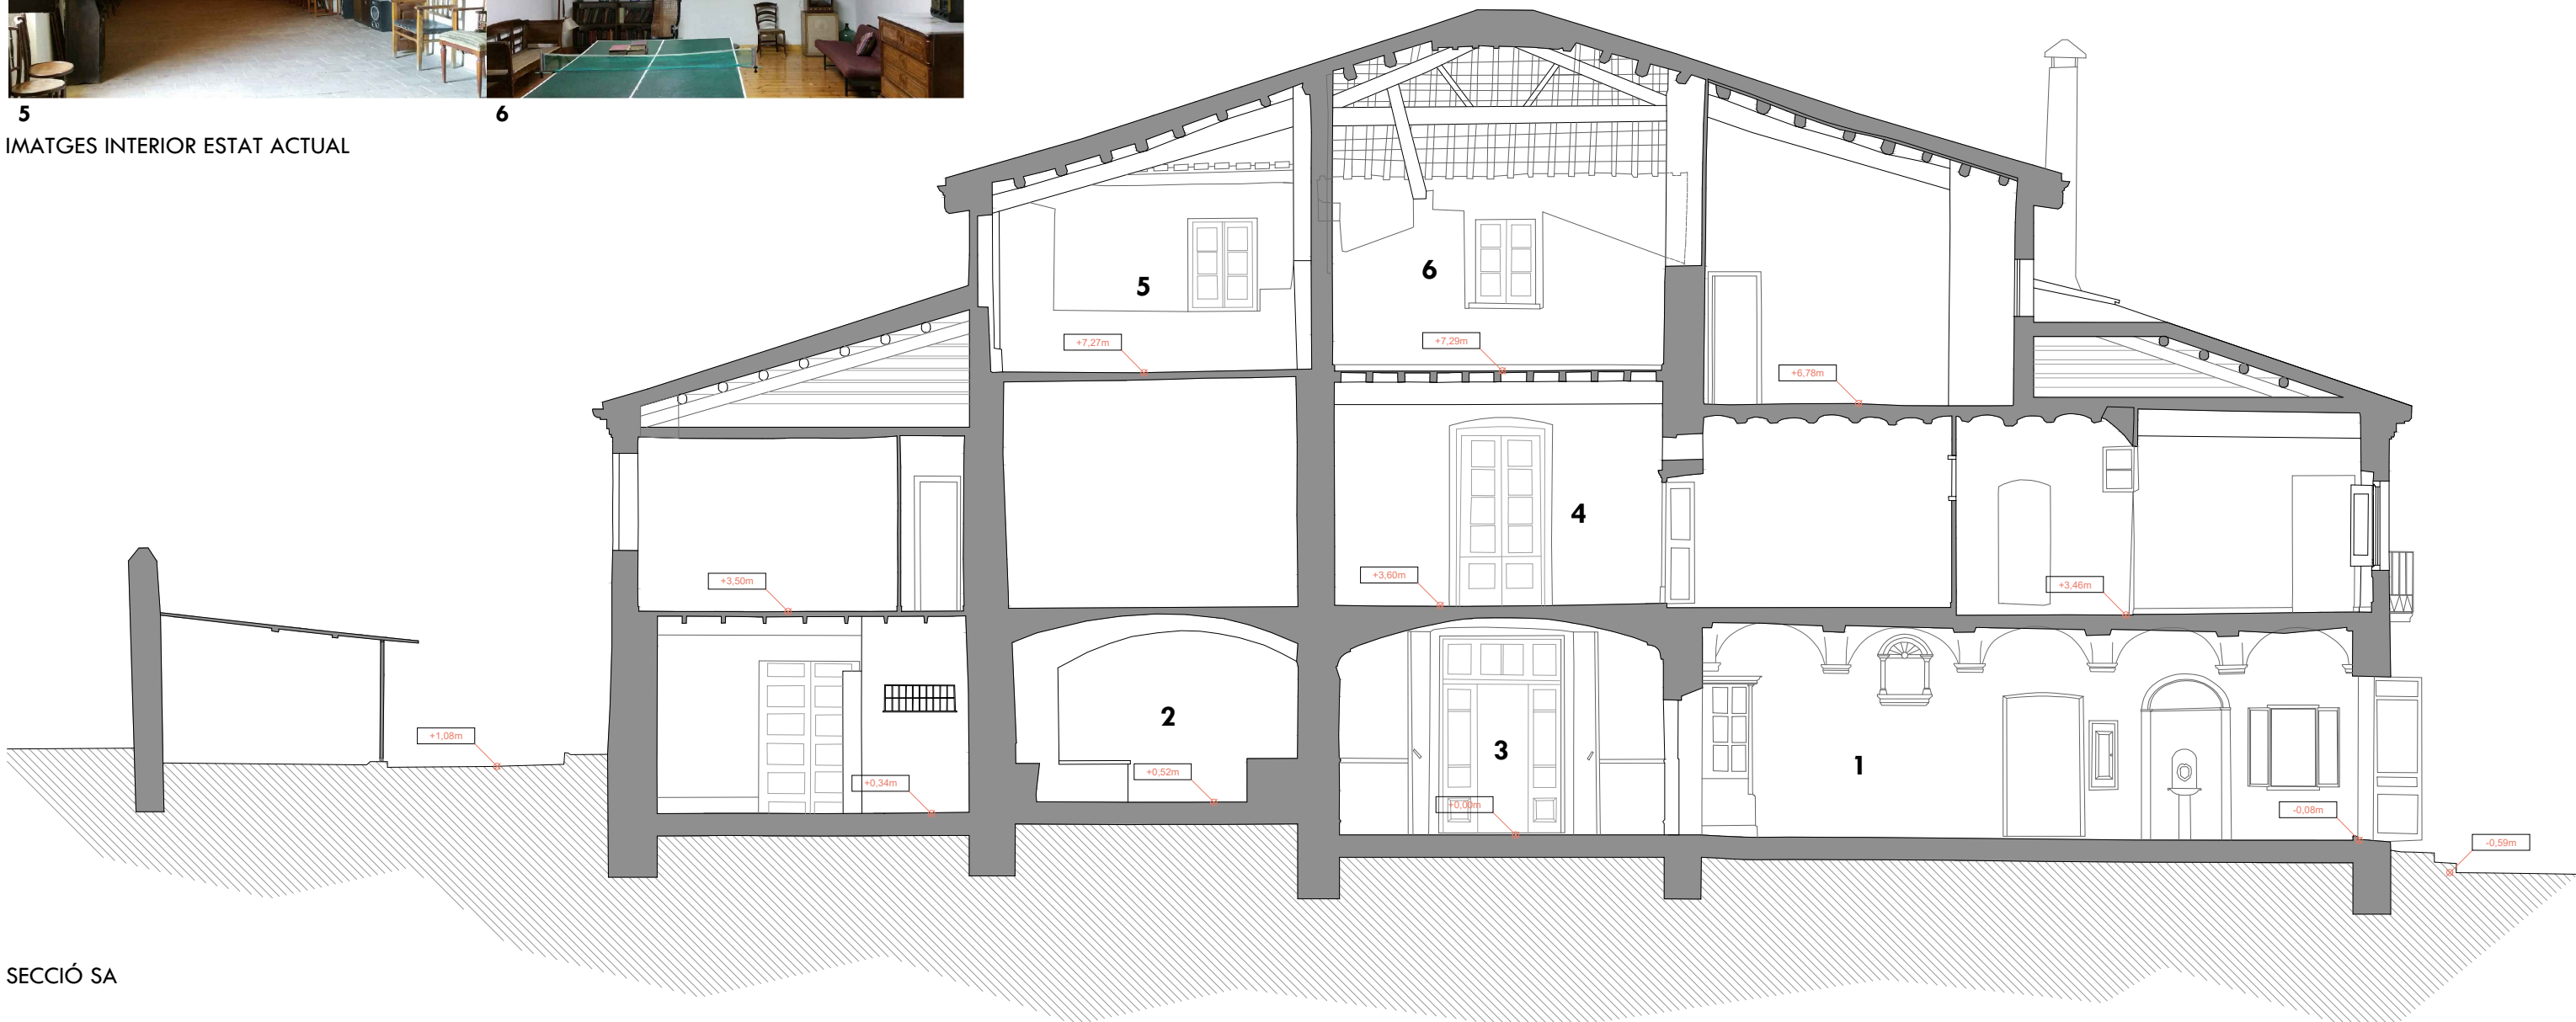 5
6
IMATGES INTERIOR ESTAT ACTUAL
5
6
+7,27m
+7,29m
+6,78m
4
+3,50m
+3,60m
+3,46m
2
3
1
+1,08m
+0,34m
+0,52m
+0,00m
-0,08m
-0,59m
SECCIÓ SA